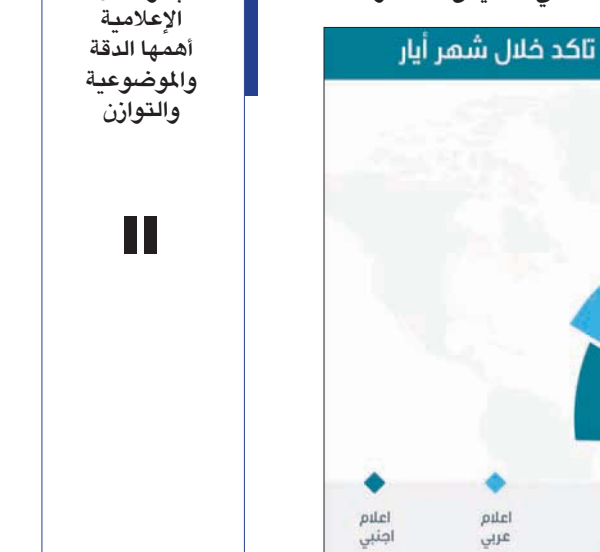 تاكد خلال شهر أيار
اعلام
عربي
اعلام
اجنبي
الإعلامية
أهمها الدقة
والموضوعية
والتوازن